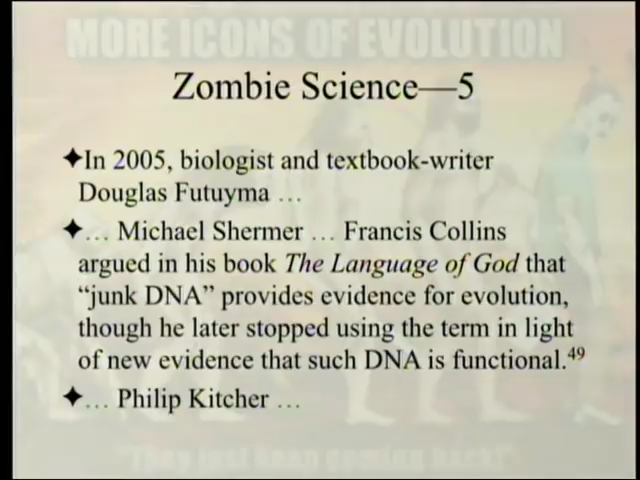 MORE ICONS OF EVOLUTION
Zombie Science—5
✦In 2005, biologist and textbook-writer
Douglas Futuyma …
✦… Michael Shermer … Francis Collins
argued in his book The Language of God that
“junk DNA” provides evidence for evolution,
though he later stopped using the term in light
of new evidence that such DNA is functional.49
✦… Philip Kitcher …
"They just keep coming back!"